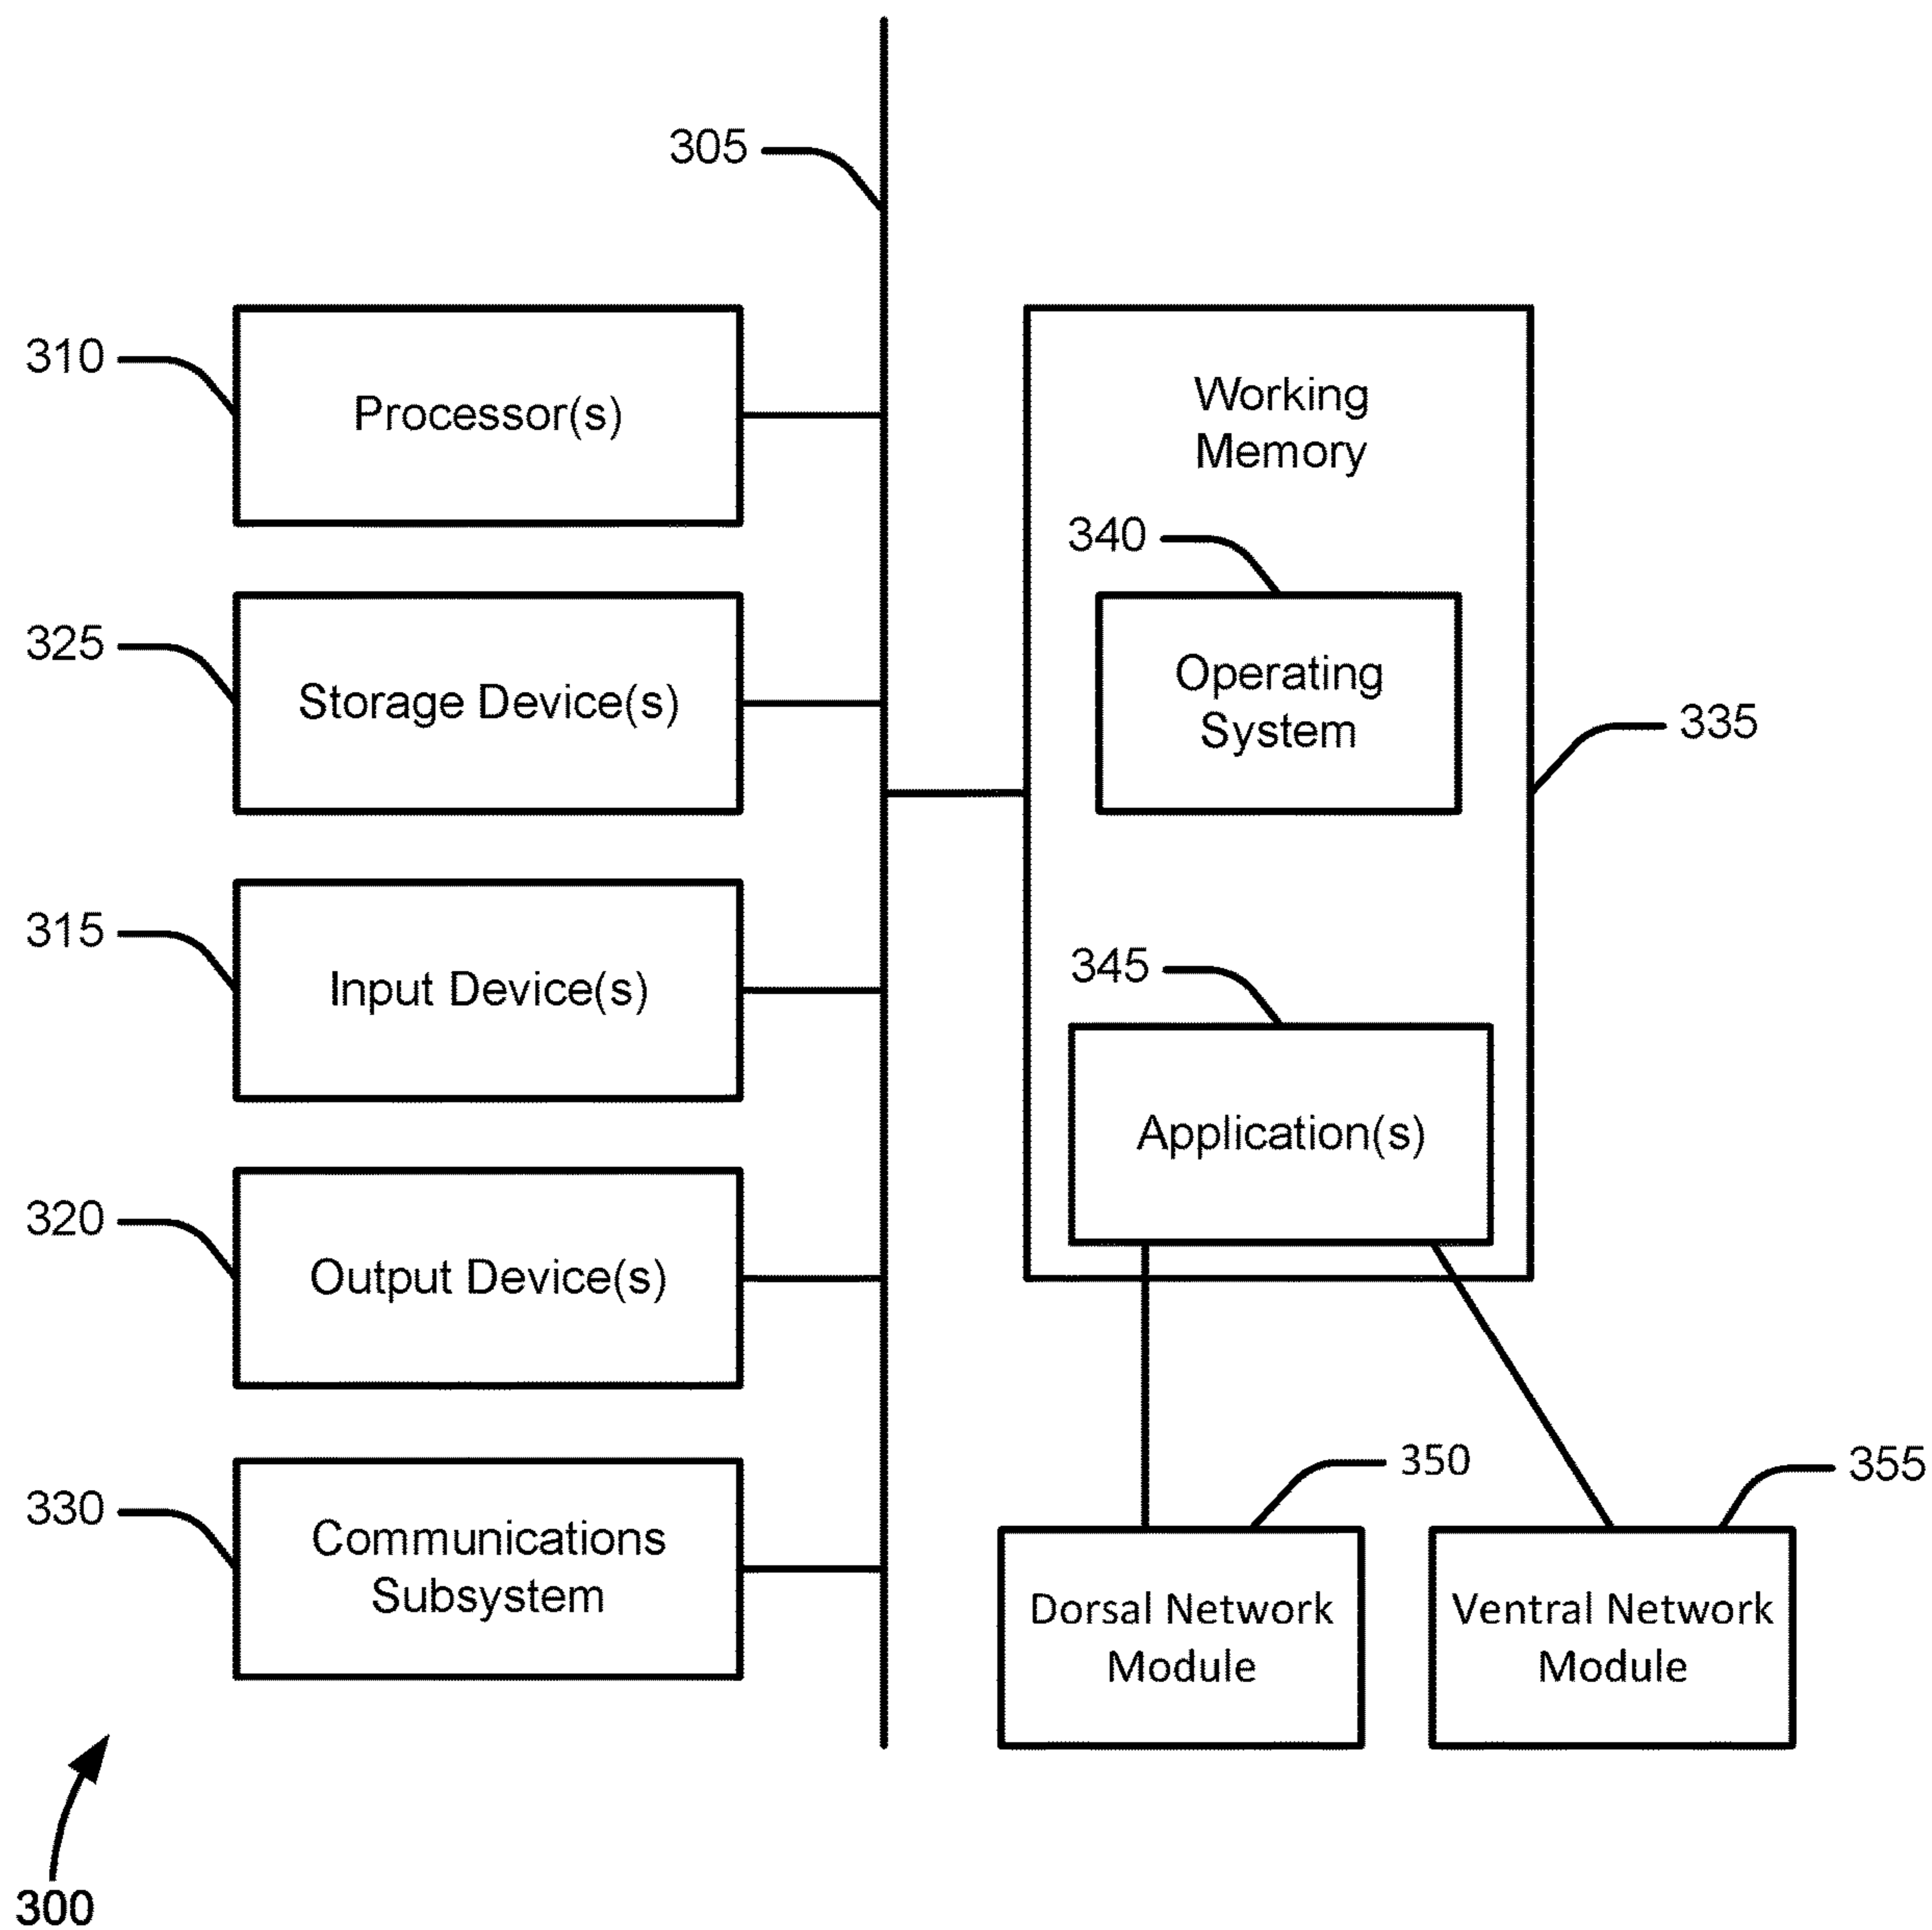 305
310
Processor(s)
Working
Memory
340
325
Storage Device(s)
Operating
System
335
315
Input Device(s)
345
Application(s)
320
Output Device(s)
330
Communications
Subsystem
350
355
Dorsal Network
Module
Ventral Network
Module
300